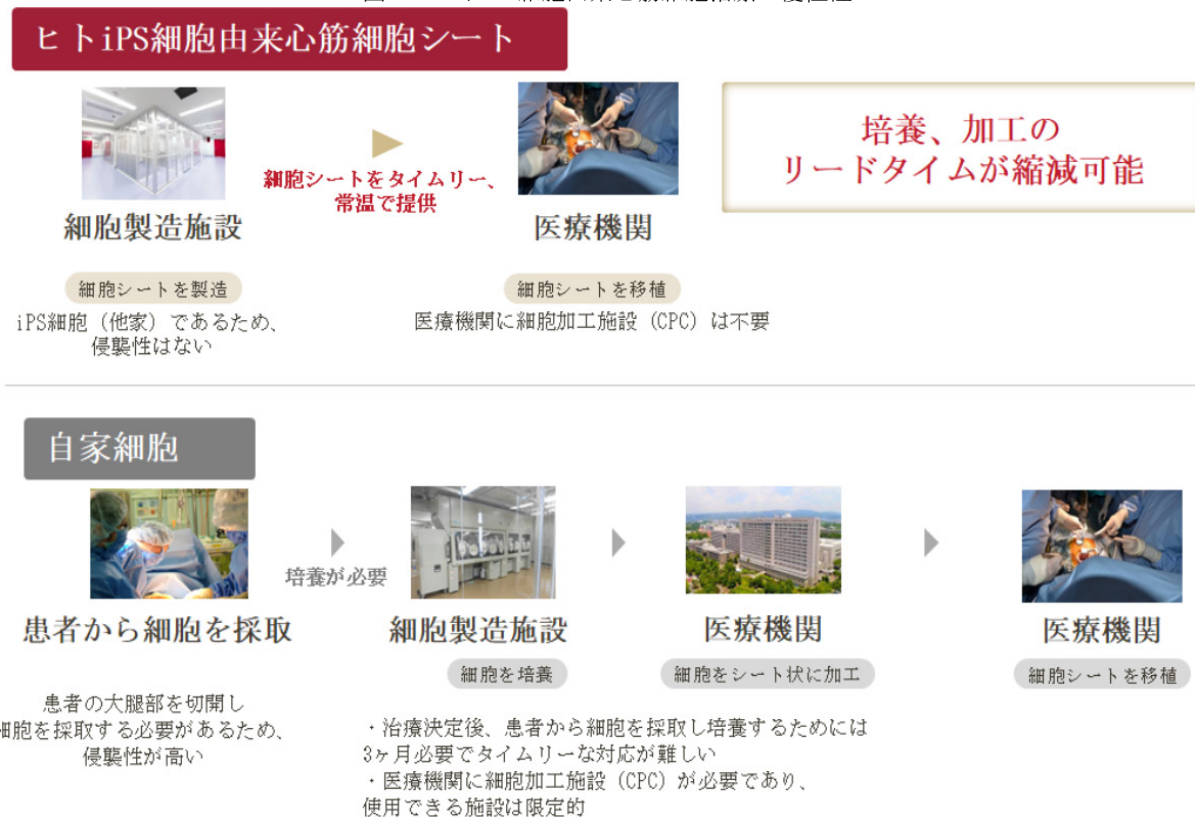 ヒトiPS細胞由来心筋細胞シート
細胞シートをタイムリー、
常温で提供
培養、加工の
リードタイムが縮減可能
細胞製造施設
医療機関
細胞シートを製造
細胞シートを移植
iPS細胞（他家）であるため、
侵襲性はない
医療機関に細胞加工施設（CPC）は不要
自家細胞
培養が必要
患者から細胞を採取
細胞製造施設
医療機関
医療機関
細胞を培養
細胞をシート状に加工
細胞シートを移植
患者の大腿部を切開し
細胞を採取する必要があるため、
侵襲性が高い
・治療決定後、患者から細胞を採取し培養するためには
3ヶ月必要でタイムリーな対応が難しい
・医療機関に細胞加工施設（CPC）が必要であり、
使用できる施設は限定的